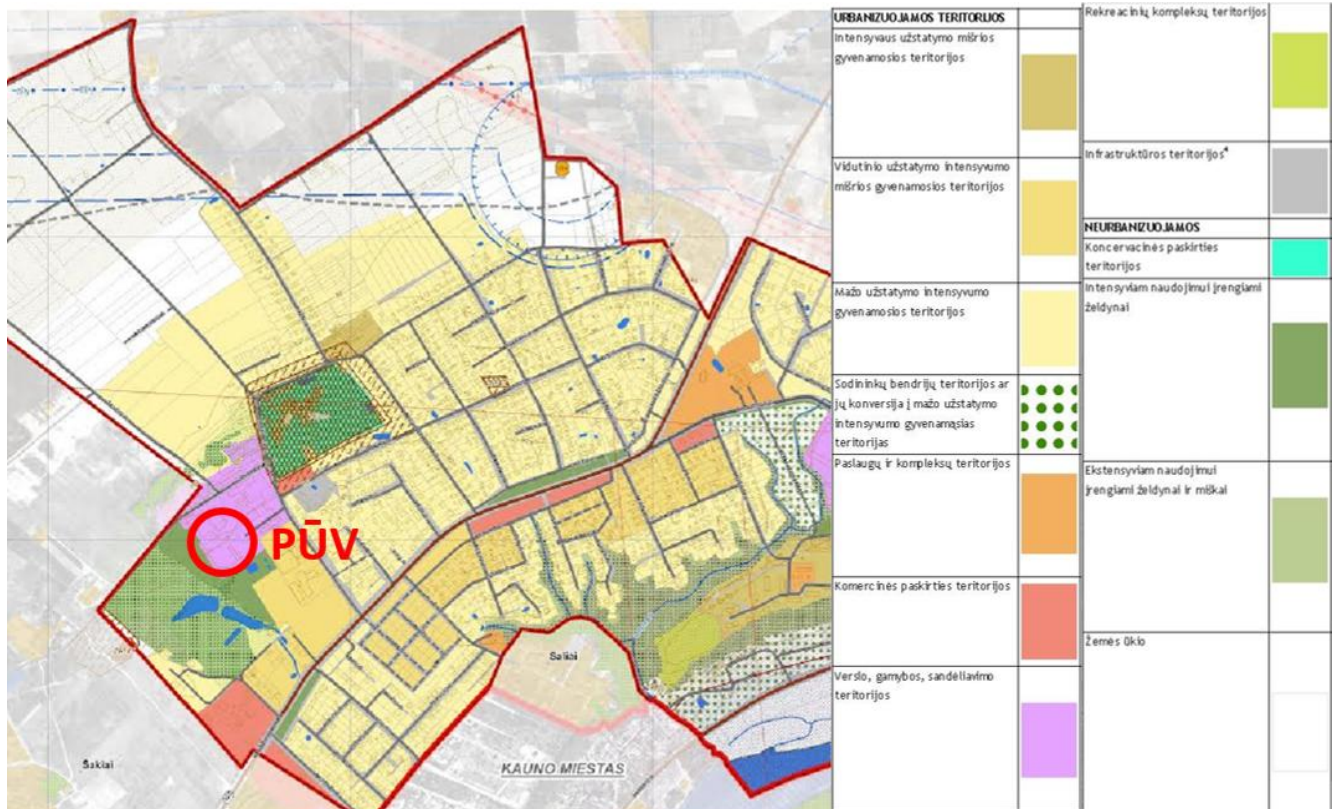 PŪV
Saliai
Šakiai
KAUNO MIESTAS
URBANIZUOJAMOS TERITORIJOS
Intensyvaus užstatymo mišrios
gyvenamosios teritorijos
Vidutinio užstatymo intensyvumo
mišrios gyvenamosios teritorijos
Mažo užstatymo intensyvumo
gyvenamosios teritorijos
Sodininkų bendrijų teritorijos ar
jų konversija į mažo užstatymo
intensyvumo gyvenamąsias
teritorijas
Paslaugų ir kompleksų teritorijos
Komercinės paskirties teritorijos
Verslo, gamybos, sandėliavimo
teritorijos
Rekreacinių kompleksų teritorijos
Infrastruktūros teritorijos⁴
NEURBANIZUOJAMOS
Koncervacinės paskirties
teritorijos
Intensyviam naudojimui įrengiami
želdynai
Ekstensyviam naudojimui
įrengiami želdynai ir miškai
Žemės ūkio